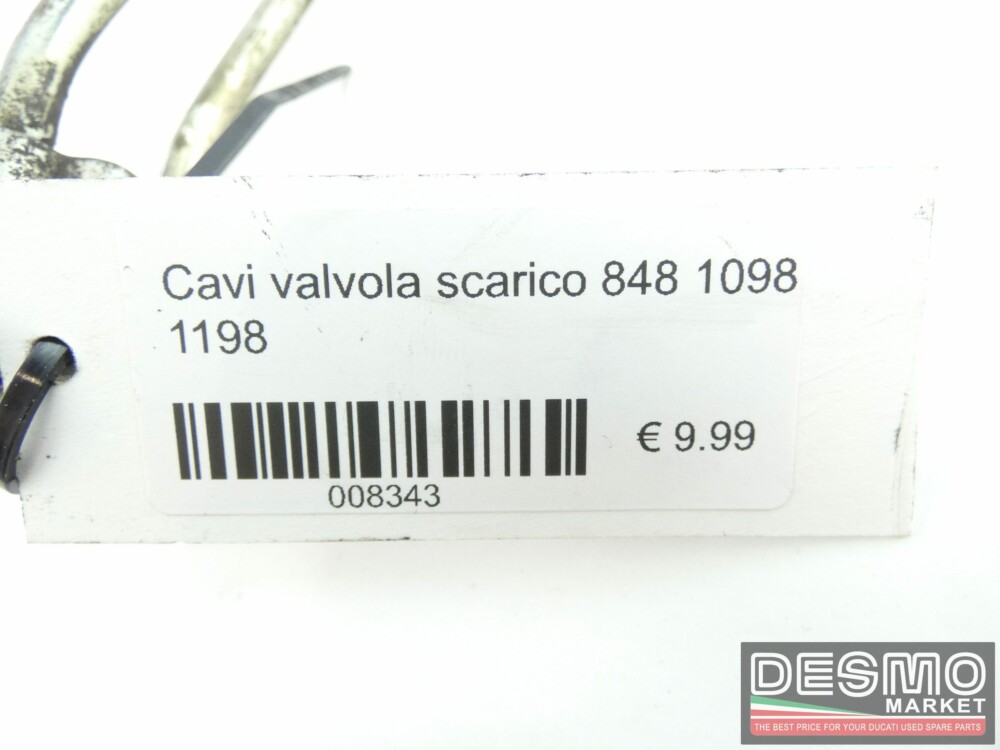 Cavi valvola scarico 848 1098
1198
€ 9.99
008343
DESMO
MARKET
THE BEST PRICE FOR YOUR DUCATI USED SPARE PARTS